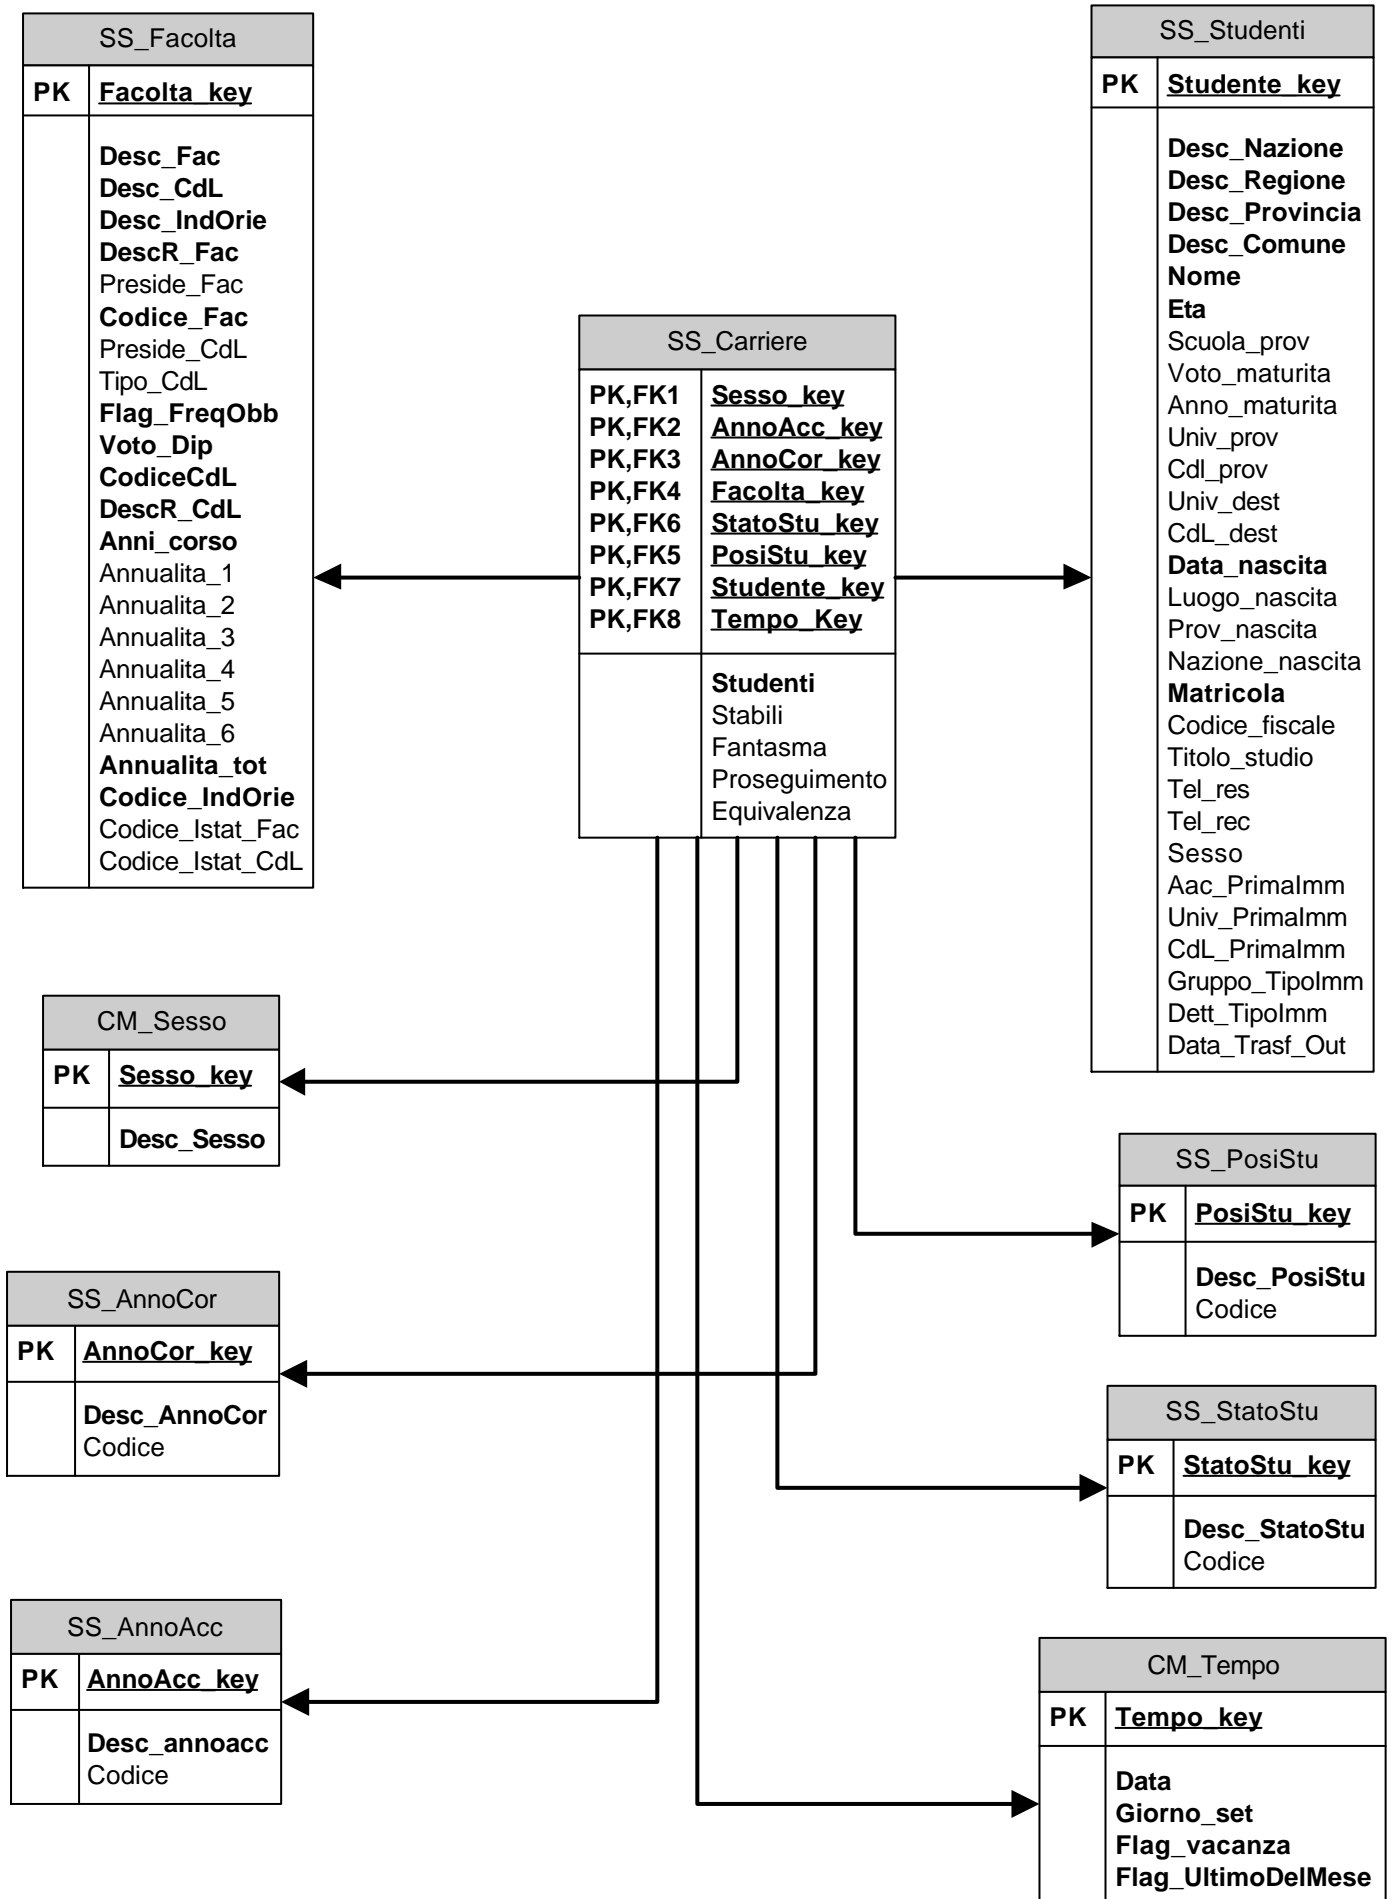 SS_Facolta
PK Facolta_key
Desc_Fac
Desc_CdL
Desc_IndOrie
DescR_Fac
Preside_Fac
Codice_Fac
Preside_CdL
Tipo_CdL
Flag_FreqObb
Voto_Dip
CodiceCdL
DescR_CdL
Anni_corso
Annualita_1
Annualita_2
Annualita_3
Annualita_4
Annualita_5
Annualita_6
Annualita_tot
Codice_IndOrie
Codice_Istat_Fac
Codice_Istat_CdL
SS_Carriere
PK,FK1 Sesso_key
PK,FK2 AnnoAcc_key
PK,FK3 AnnoCor_key
PK,FK4 Facolta_key
PK,FK6 StatoStu_key
PK,FK5 PosiStu_key
PK,FK7 Studente_key
PK,FK8 Tempo_Key
Studenti
Stabili
Fantasma
Proseguimento
Equivalenza
SS_Studenti
PK Studente_key
Desc_Nazione
Desc_Regione
Desc_Provincia
Desc_Comune
Nome
Eta
Scuola_prov
Voto_maturita
Anno_maturita
Univ_prov
Cdl_prov
Univ_dest
CdL_dest
Data_nascita
Luogo_nascita
Prov_nascita
Nazione_nascita
Matricola
Codice_fiscale
Titolo_studio
Tel_res
Tel_rec
Sesso
Aac_PrimaImm
Univ_PrimaImm
CdL_PrimaImm
Gruppo_TipoImm
Dett_TipoImm
Data_Trasf_Out
CM_Sesso
PK Sesso_key
Desc_Sesso
SS_PosiStu
PK PosiStu_key
Desc_PosiStu
Codice
SS_AnnoCor
PK AnnoCor_key
Desc_AnnoCor
Codice
SS_StatoStu
PK StatoStu_key
Desc_StatoStu
Codice
SS_AnnoAcc
PK AnnoAcc_key
Desc_annoacc
Codice
CM_Tempo
PK Tempo_key
Data
Giorno_set
Flag_vacanza
Flag_UltimoDelMese